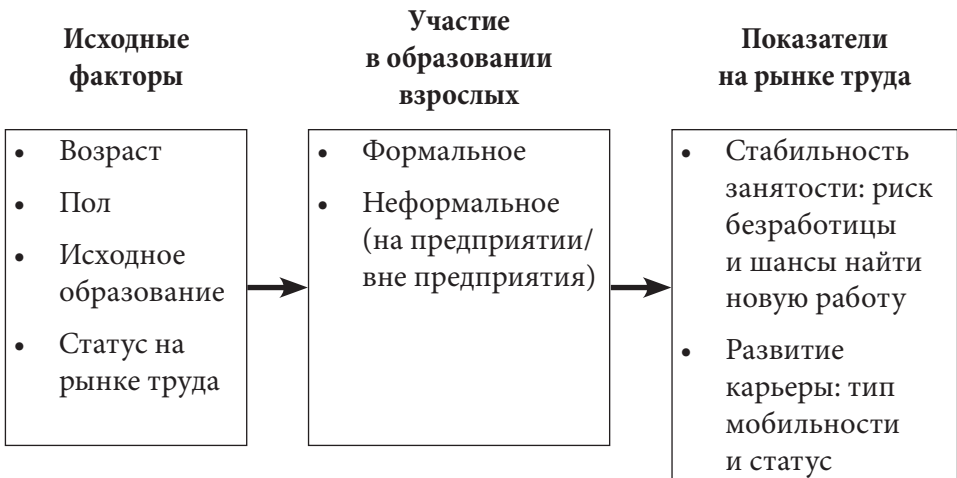 Исходные
факторы
• Возраст
• Пол
• Исходное
образование
• Статус на
рынке труда
Участие
в образовании
взрослых
• Формальное
• Неформальное
(на предприятии/
вне предприятия)
Показатели
на рынке труда
• Стабильность
занятости: риск
безработицы
и шансы найти
новую работу
• Развитие
карьеры: тип
мобильности
и статус